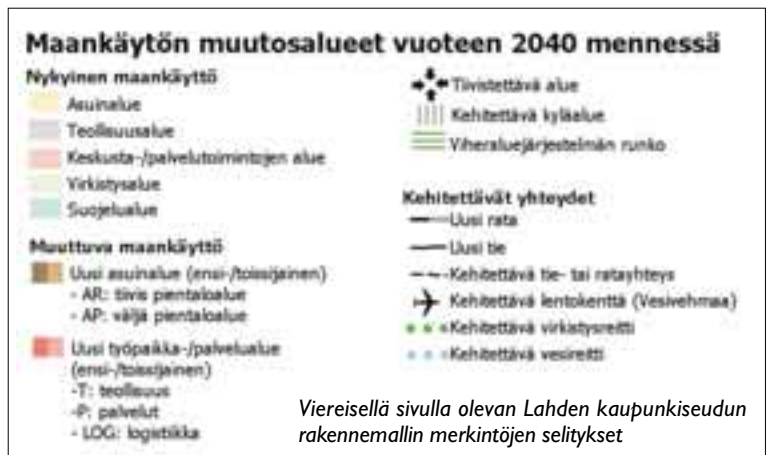 Maankäytön muutosalueet vuoteen 2040 mennessä
Nykyinen maankäyttö
Asuinalue
Teollisuusalue
Keskusta-/palvelutoimintojen alue
Virkistysalue
Suojelualue
Muuttuva maankäyttö
Uusi asuinalue (ensi-/toissijainen)
- AR: tiivis pientaloalue
- AP: väljä pientaloalue
Uusi työpaikka-/palvelualue
(ensi-/toissijainen)
-T: teollisuus
-P: palvelut
- LOG: logistiikka
Tiivistettävä alue
Kehitettävä kyläalue
Viheraluejärjestelmän runko
Kehitettävät yhteydet
Uusi rata
Uusi tie
Kehitettävä tie- tai ratayhteys
Kehitettävä lentokenttä (Vesivehmaa)
Kehitettävä virkistysreitti
Kehitettävä vesireitti
Viereisellä sivulla olevan Lahden kaupunkiseudun
rakennemallin merkintöjen selitykset